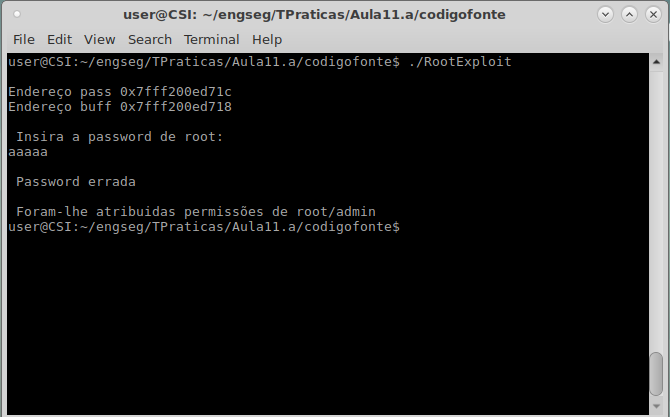 user@CSI: ~/engseg/TPraticas/Aula11.a/codigofonte
File Edit View Search Terminal Help
user@CSI:~/engseg/TPraticas/Aula11.a/codigofonte$ ./RootExploit
Endereço pass 0x7fff200ed71c
Endereço buff 0x7fff200ed718
Insira a password de root:
aaaaa
Password errada
Foram-lhe atribuidas permissões de root/admin
user@CSI:~/engseg/TPraticas/Aula11.a/codigofonte$